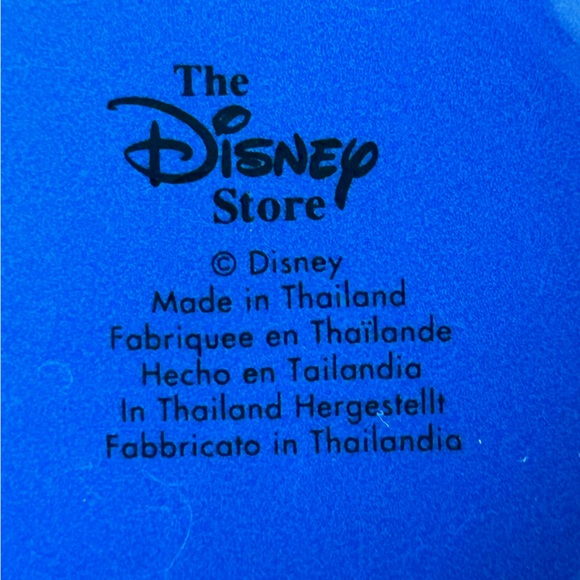 The
Disney
Store
© Disney
Made in Thailand
Fabriquee en Thaïlande
Hecho en Tailandia
In Thailand Hergestellt
Fabbricato in Thailandia